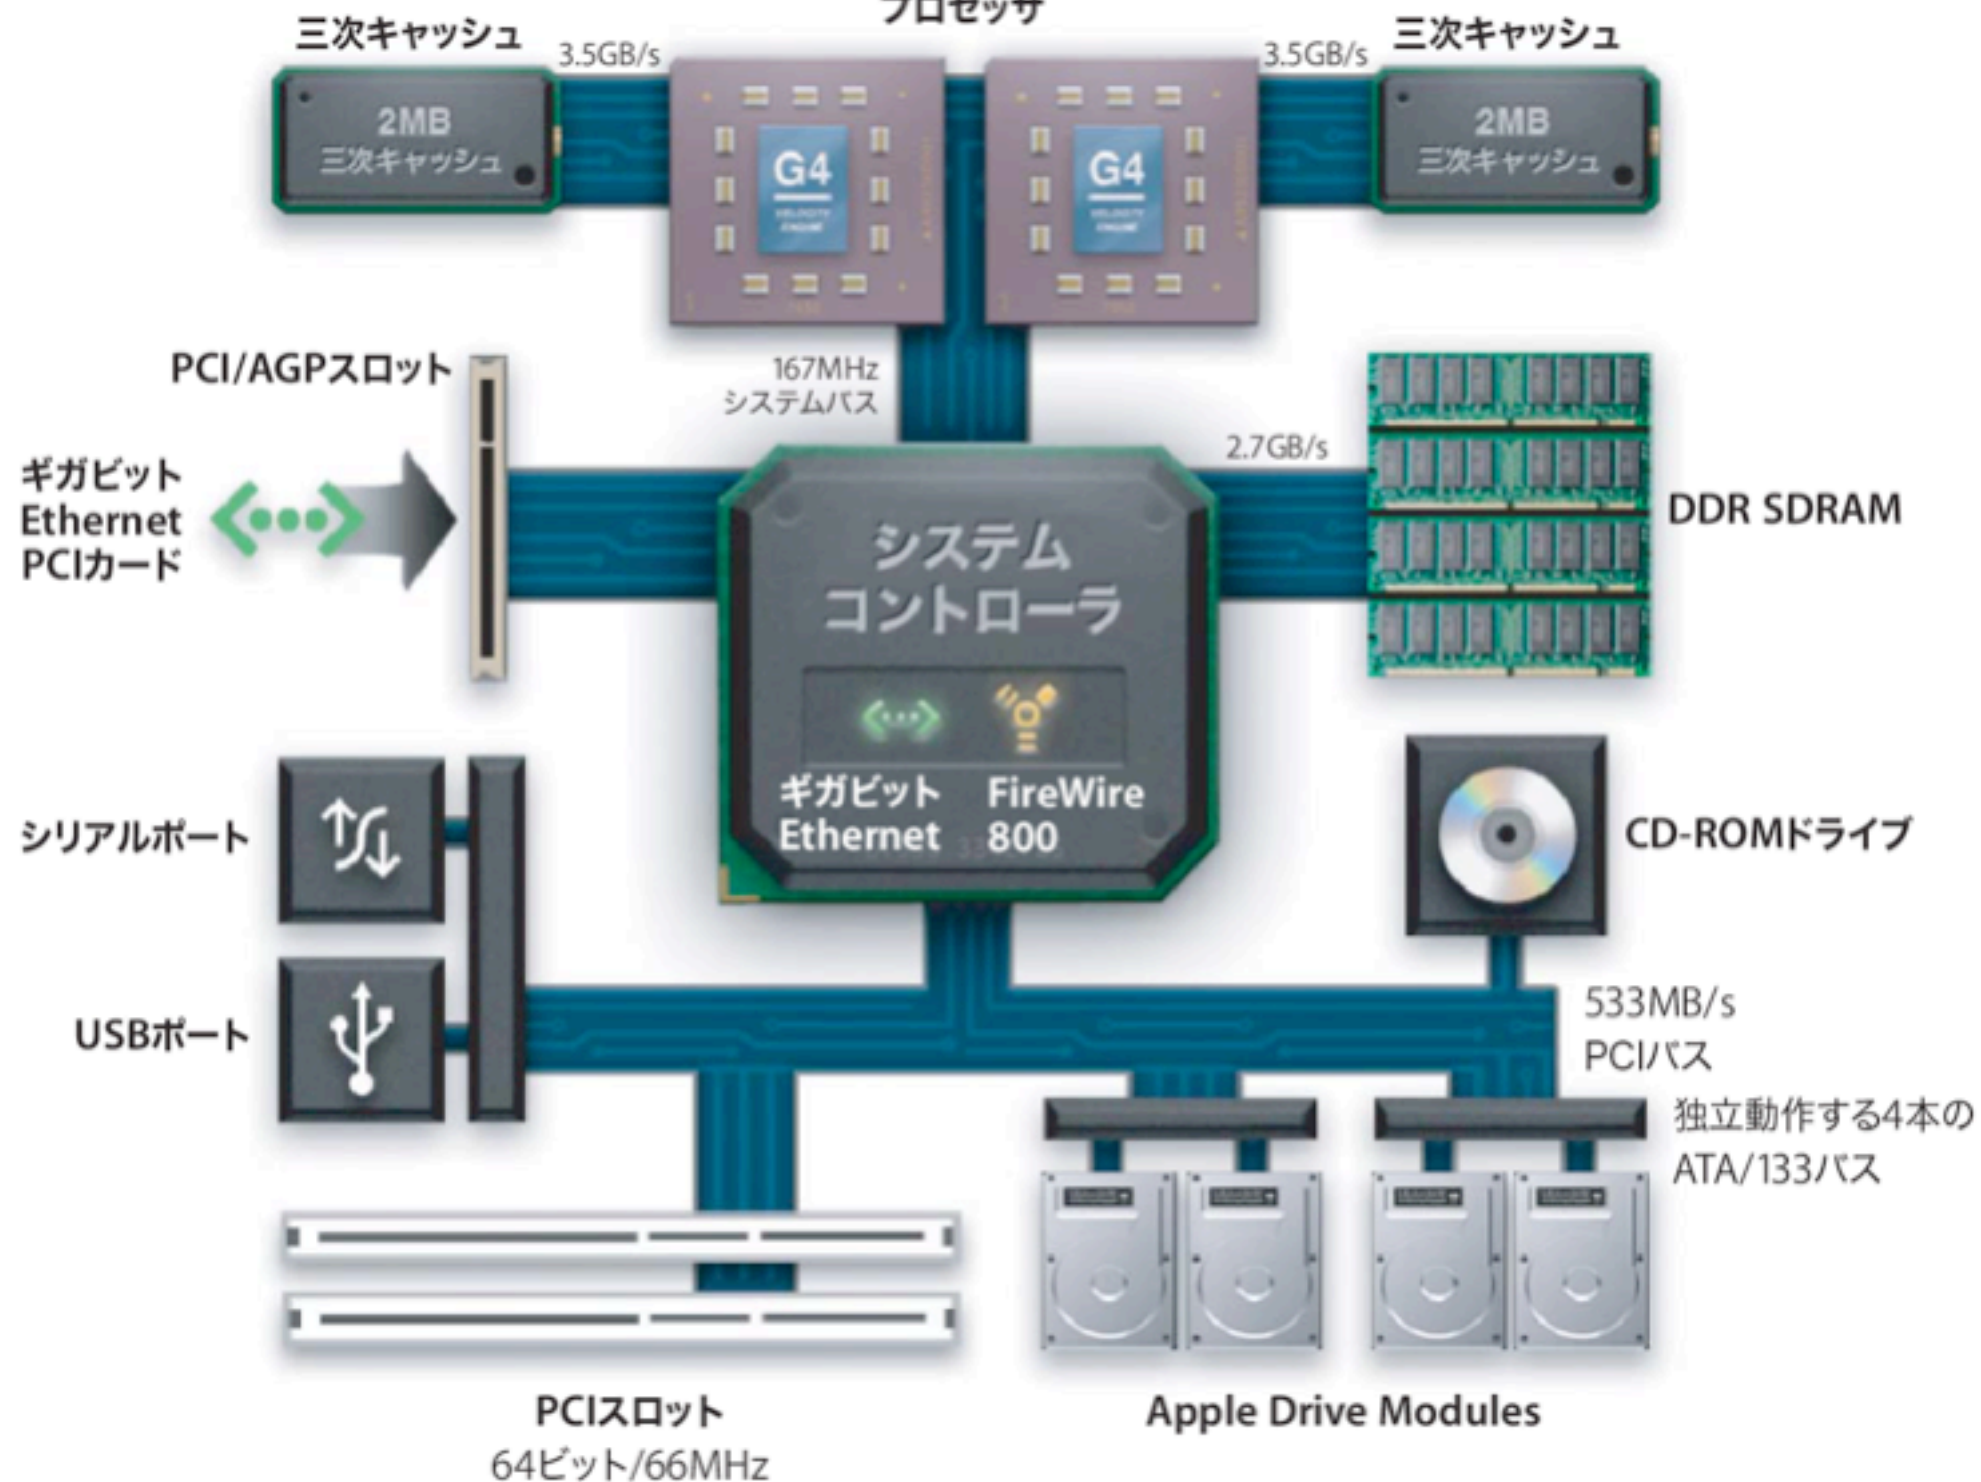 プロセッサ
三次キャッシュ
3.5GB/s
3.5GB/s
三次キャッシュ
2MB
三次キャッシュ
G4
VELOCITY
ENGINE
G4
VELOCITY
ENGINE
2MB
三次キャッシュ
PCI/AGPスロット
167MHz
システムバス
2.7GB/s
ギガビット
Ethernet
PCIカード
システム
コントローラ
DDR SDRAM
ギガビット
Ethernet
FireWire
800
シリアルポート
CD-ROMドライブ
USBポート
533MB/s
PCIバス
独立動作する4本の
ATA/133バス
PCIスロット
64ビット/66MHz
Apple Drive Modules